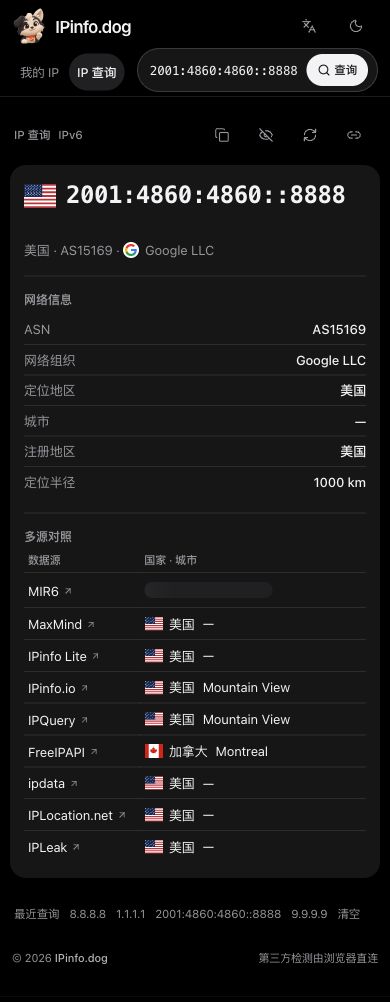 IPinfo.dog
我的 IP IP 查询 2001:4860:4860::8888 查询
IP 查询 IPv6
2001:4860:4860::8888
美国 · AS15169 · Google LLC
网络信息
ASN AS15169
网络组织 Google LLC
定位地区 美国
城市 —
注册地区 美国
定位半径 1000 km
多源对照
数据源 国家 · 城市
MIR6 ↗
MaxMind ↗ 美国 —
IPinfo Lite ↗ 美国 —
IPinfo.io ↗ 美国 Mountain View
IPQuery ↗ 美国 Mountain View
FreeIPAPI ↗ 加拿大 Montreal
ipdata ↗ 美国 —
IPLocation.net ↗ 美国 —
IPLeak ↗ 美国 —
最近查询 8.8.8.8 1.1.1.1 2001:4860:4860::8888 9.9.9.9 清空
© 2026 IPinfo.dog 第三方检测由浏览器直连